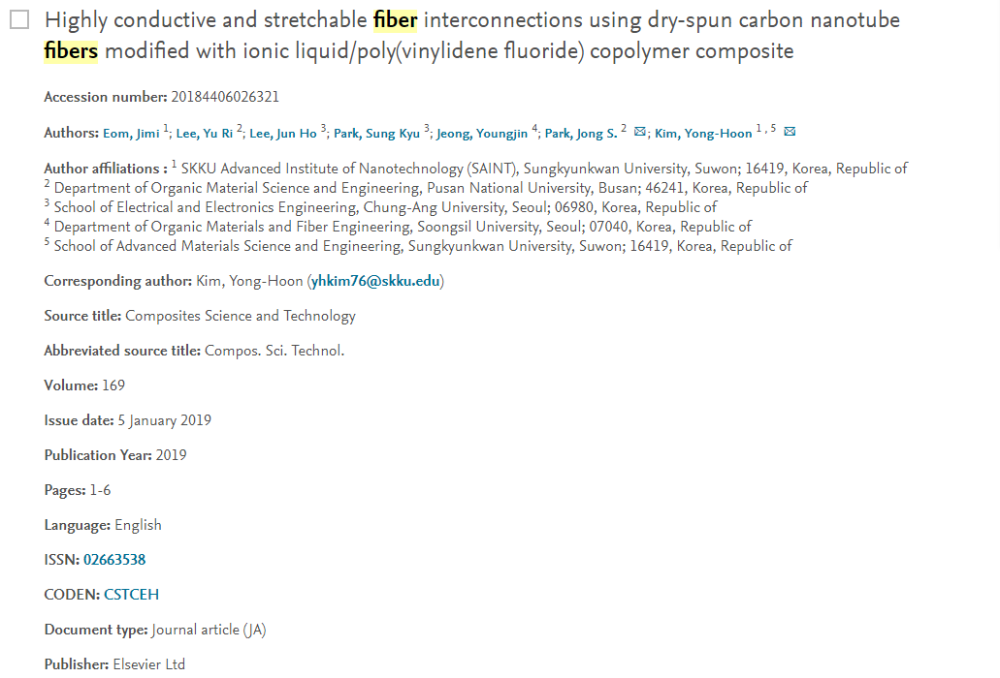 Highly conductive and stretchable fiber interconnections using dry-spun carbon nanotube
fibers modified with ionic liquid/poly(vinylidene fluoride) copolymer composite
Accession number: 20184406026321
Authors: Eom, Jimi 1; Lee, Yu Ri 2; Lee, Jun Ho 3; Park, Sung Kyu 3; Jeong, Youngjin 4; Park, Jong S. 2 ✉; Kim, Yong-Hoon 1, 5 ✉
Author affiliations : 1 SKKU Advanced Institute of Nanotechnology (SAINT), Sungkyunkwan University, Suwon; 16419, Korea, Republic of
2 Department of Organic Material Science and Engineering, Pusan National University, Busan; 46241, Korea, Republic of
3 School of Electrical and Electronics Engineering, Chung-Ang University, Seoul; 06980, Korea, Republic of
4 Department of Organic Materials and Fiber Engineering, Soongsil University, Seoul; 07040, Korea, Republic of
5 School of Advanced Materials Science and Engineering, Sungkyunkwan University, Suwon; 16419, Korea, Republic of
Corresponding author: Kim, Yong-Hoon (yhkim76@skku.edu)
Source title: Composites Science and Technology
Abbreviated source title: Compos. Sci. Technol.
Volume: 169
Issue date: 5 January 2019
Publication Year: 2019
Pages: 1-6
Language: English
ISSN: 02663538
CODEN: CSTCEH
Document type: Journal article (JA)
Publisher: Elsevier Ltd